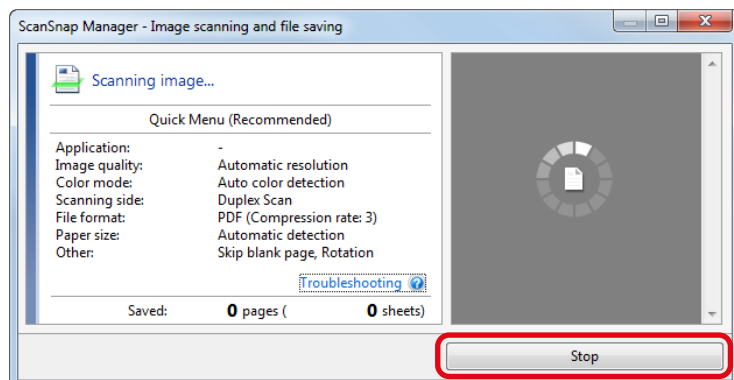 ScanSnap Manager - Image scanning and file saving
Scanning image...
Quick Menu (Recommended)
Application: -
Image quality: Automatic resolution
Color mode: Auto color detection
Scanning side: Duplex Scan
File format: PDF (Compression rate: 3)
Paper size: Automatic detection
Other: Skip blank page, Rotation
Troubleshooting
Saved: 0 pages ( 0 sheets)
Stop